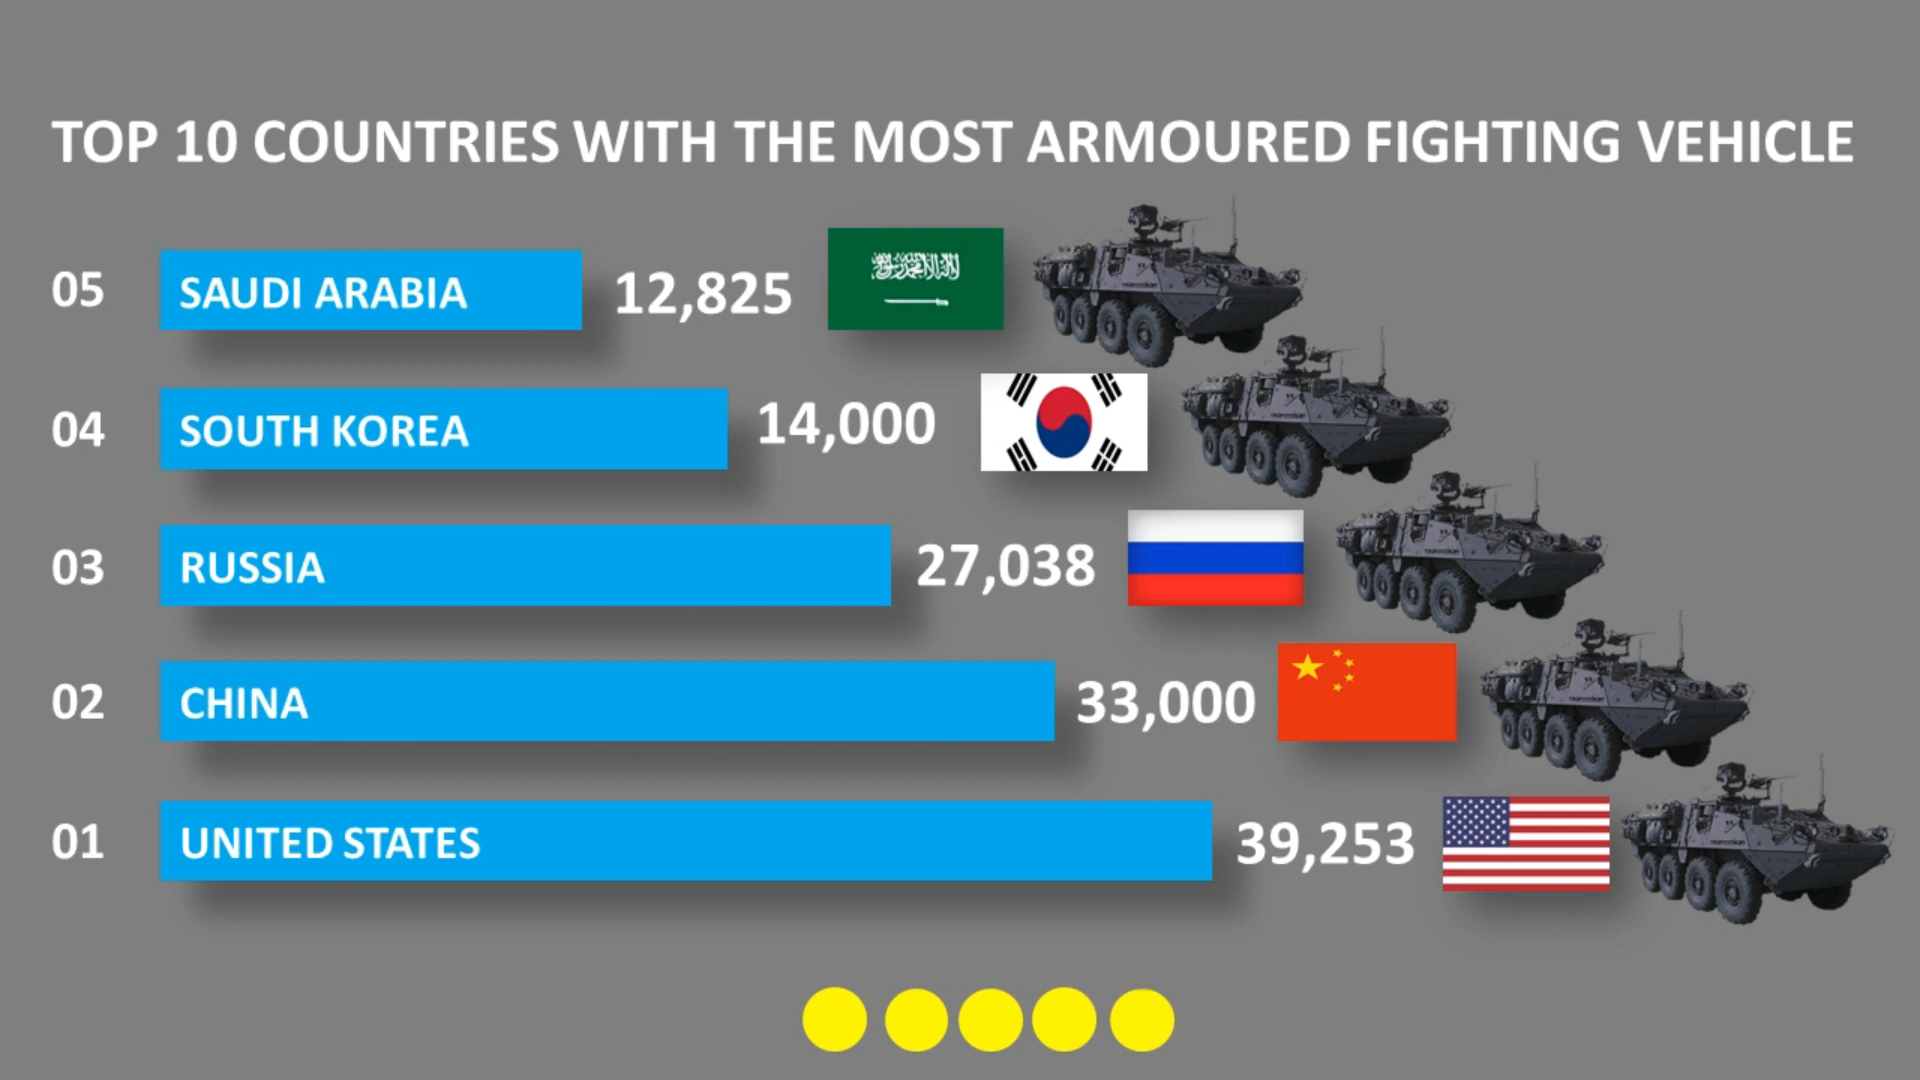 TOP 10 COUNTRIES WITH THE MOST ARMOURED FIGHTING VEHICLE
05 SAUDI ARABIA 12,825
04 SOUTH KOREA 14,000
03 RUSSIA 27,038
02 CHINA 33,000
01 UNITED STATES 39,253